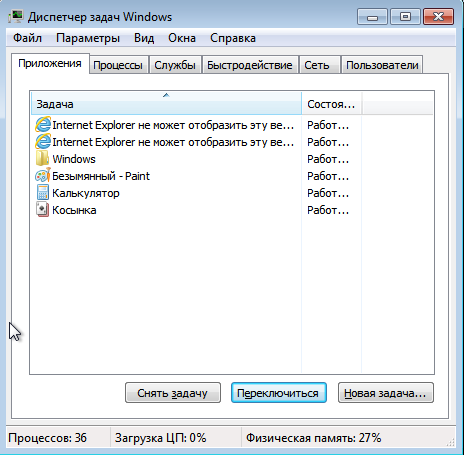 Диспетчер задач Windows
Файл Параметры Вид Окна Справка
Приложения Процессы Службы Быстродействие Сеть Пользователи
Задача Состоя...
Internet Explorer не может отобразить эту ве... Работ...
Internet Explorer не может отобразить эту ве... Работ...
Windows Работ...
Безымянный - Paint Работ...
Калькулятор Работ...
Косынка Работ...
Снять задачу Переключиться Новая задача...
Процессов: 36 Загрузка ЦП: 0% Физическая память: 27%